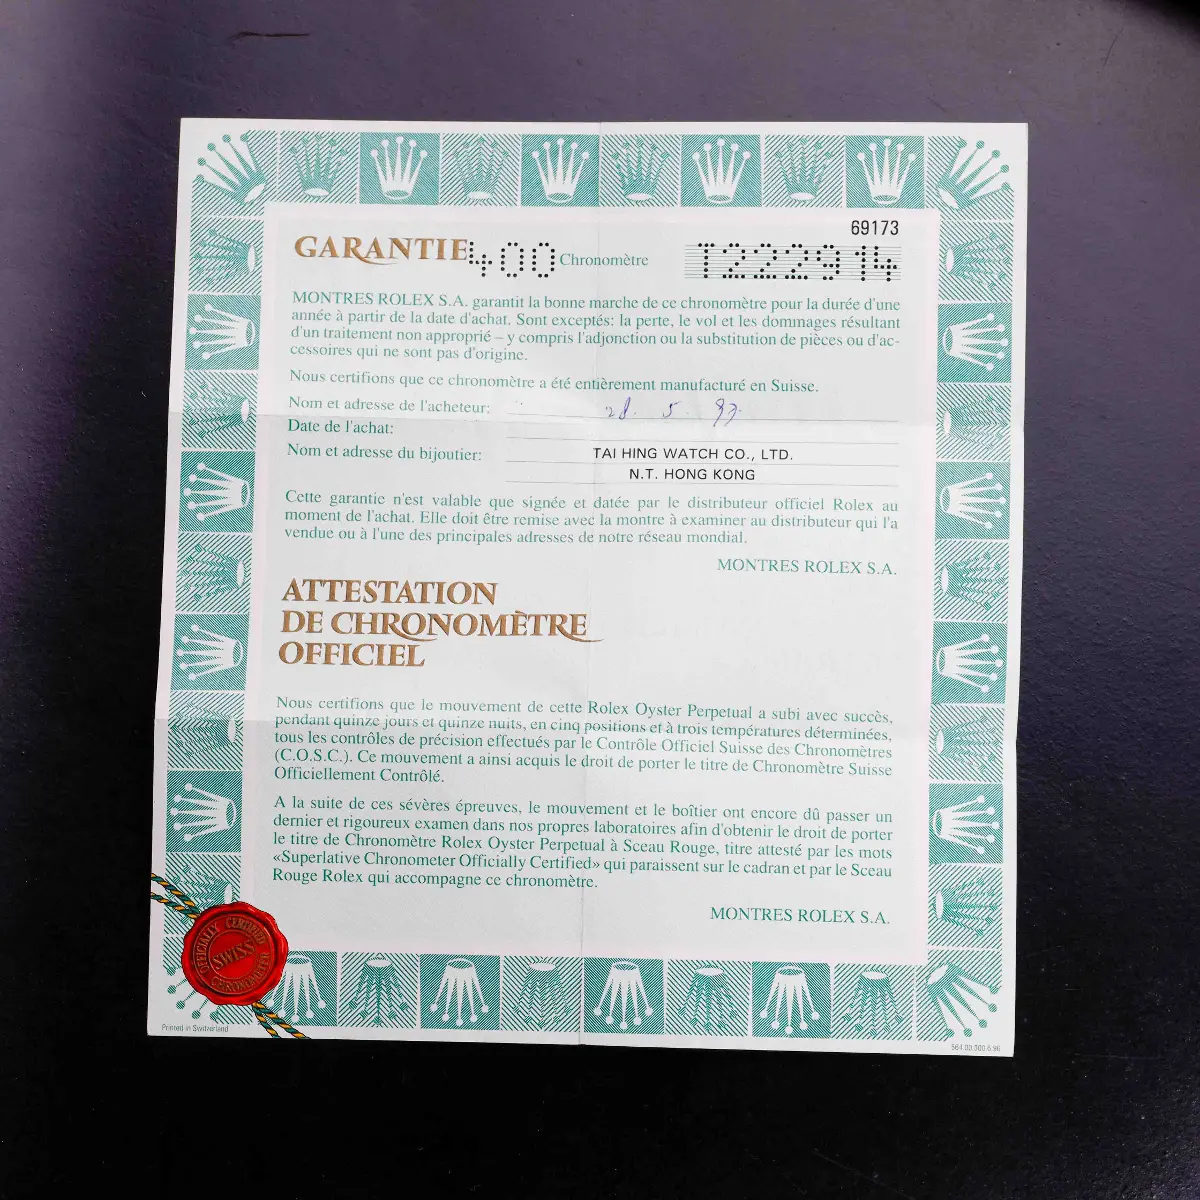 69173
GARANTIE 400 Chronomètre T222914
MONTRES ROLEX S.A. garantit la bonne marche de ce chronomètre pour la durée d'une
année à partir de la date d'achat. Sont exceptés: la perte, le vol et les dommages résultant
d'un traitement non approprié – y compris l'adjonction ou la substitution de pièces ou d'ac-
cessoires qui ne sont pas d'origine.
Nous certifions que ce chronomètre a été entièrement manufacturé en Suisse.
Nom et adresse de l'acheteur: 28. 5. 97.
Date de l'achat:
Nom et adresse du bijoutier: TAI HING WATCH CO., LTD.
N.T. HONG KONG
Cette garantie n'est valable que signée et datée par le distributeur officiel Rolex au
moment de l'achat. Elle doit être remise avec la montre à examiner au distributeur qui l'a
vendue ou à l'une des principales adresses de notre réseau mondial.
MONTRES ROLEX S.A.
ATTESTATION
DE CHRONOMÈTRE
OFFICIEL
Nous certifions que le mouvement de cette Rolex Oyster Perpetual a subi avec succès,
pendant quinze jours et quinze nuits, en cinq positions et à trois températures déterminées,
tous les contrôles de précision effectués par le Contrôle Officiel Suisse des Chronomètres
(C.O.S.C.). Ce mouvement a ainsi acquis le droit de porter le titre de Chronomètre Suisse
Officiellement Contrôlé.
A la suite de ces sévères épreuves, le mouvement et le boîtier ont encore dû passer un
dernier et rigoureux examen dans nos propres laboratoires afin d'obtenir le droit de porter
le titre de Chronomètre Rolex Oyster Perpetual à Sceau Rouge, titre attesté par les mots
«Superlative Chronometer Officially Certified» qui paraissent sur le cadran et par le Sceau
Rouge Rolex qui accompagne ce chronomètre.
MONTRES ROLEX S.A.
OFFICIALLY CERTIFIED
SWISS
CHRONOMETER
Printed in Switzerland
564.00.500 6.96